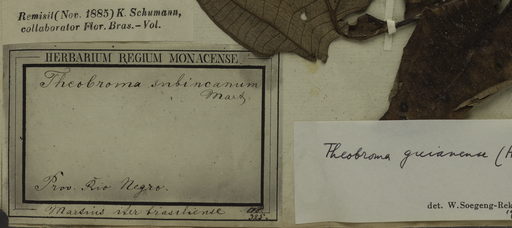 Remisit (Nov. 1885) K. Schumann,
collaborator Flor. Bras.—Vol.
HERBARIUM REGIUM MONACENSE.
Theobroma subincanum
Mart.
Prov. Rio Negro.
Martius iter brasiliense
Theobroma guianense (
det. W. Soegeng-Rek